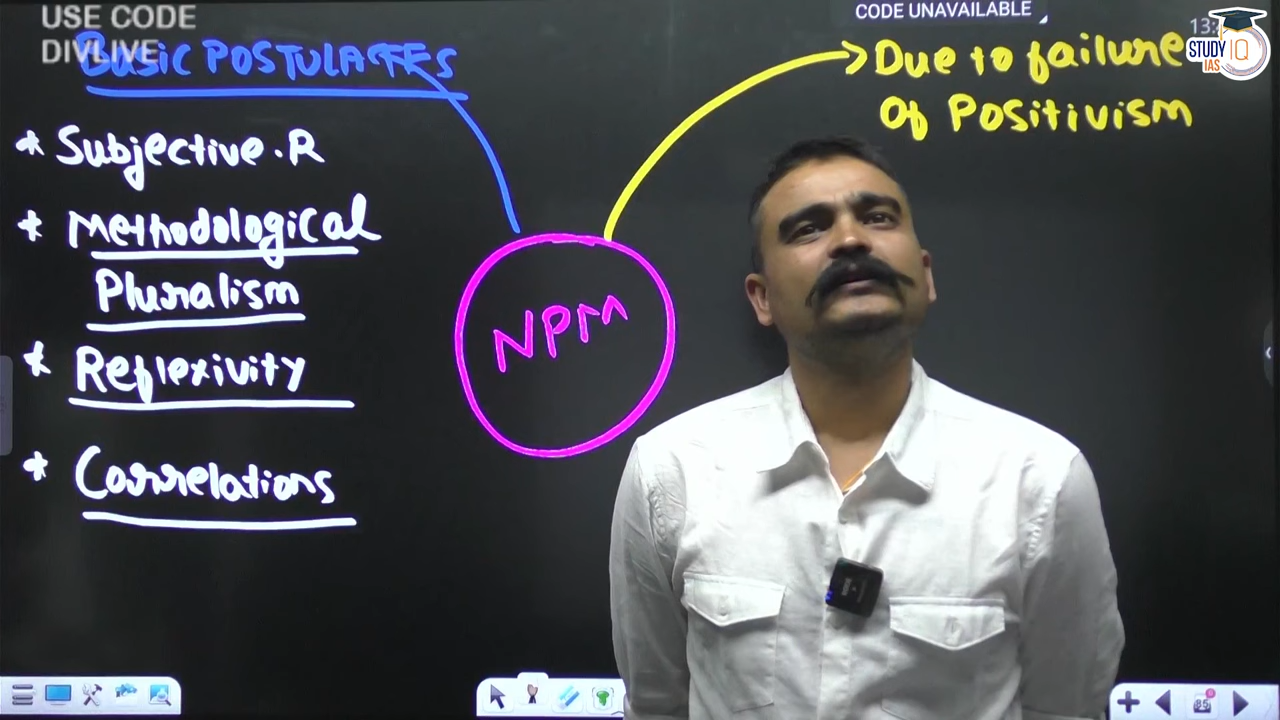 USE CODE
DIVLIVE
CODE UNAVAILABLE
STUDY IQ
IAS
BASIC POSTULATES
* Subjective.R
* Methodological
Pluralism
* Reflexivity
* Correlations
NPM
→ Due to failure
Of Positivism
85